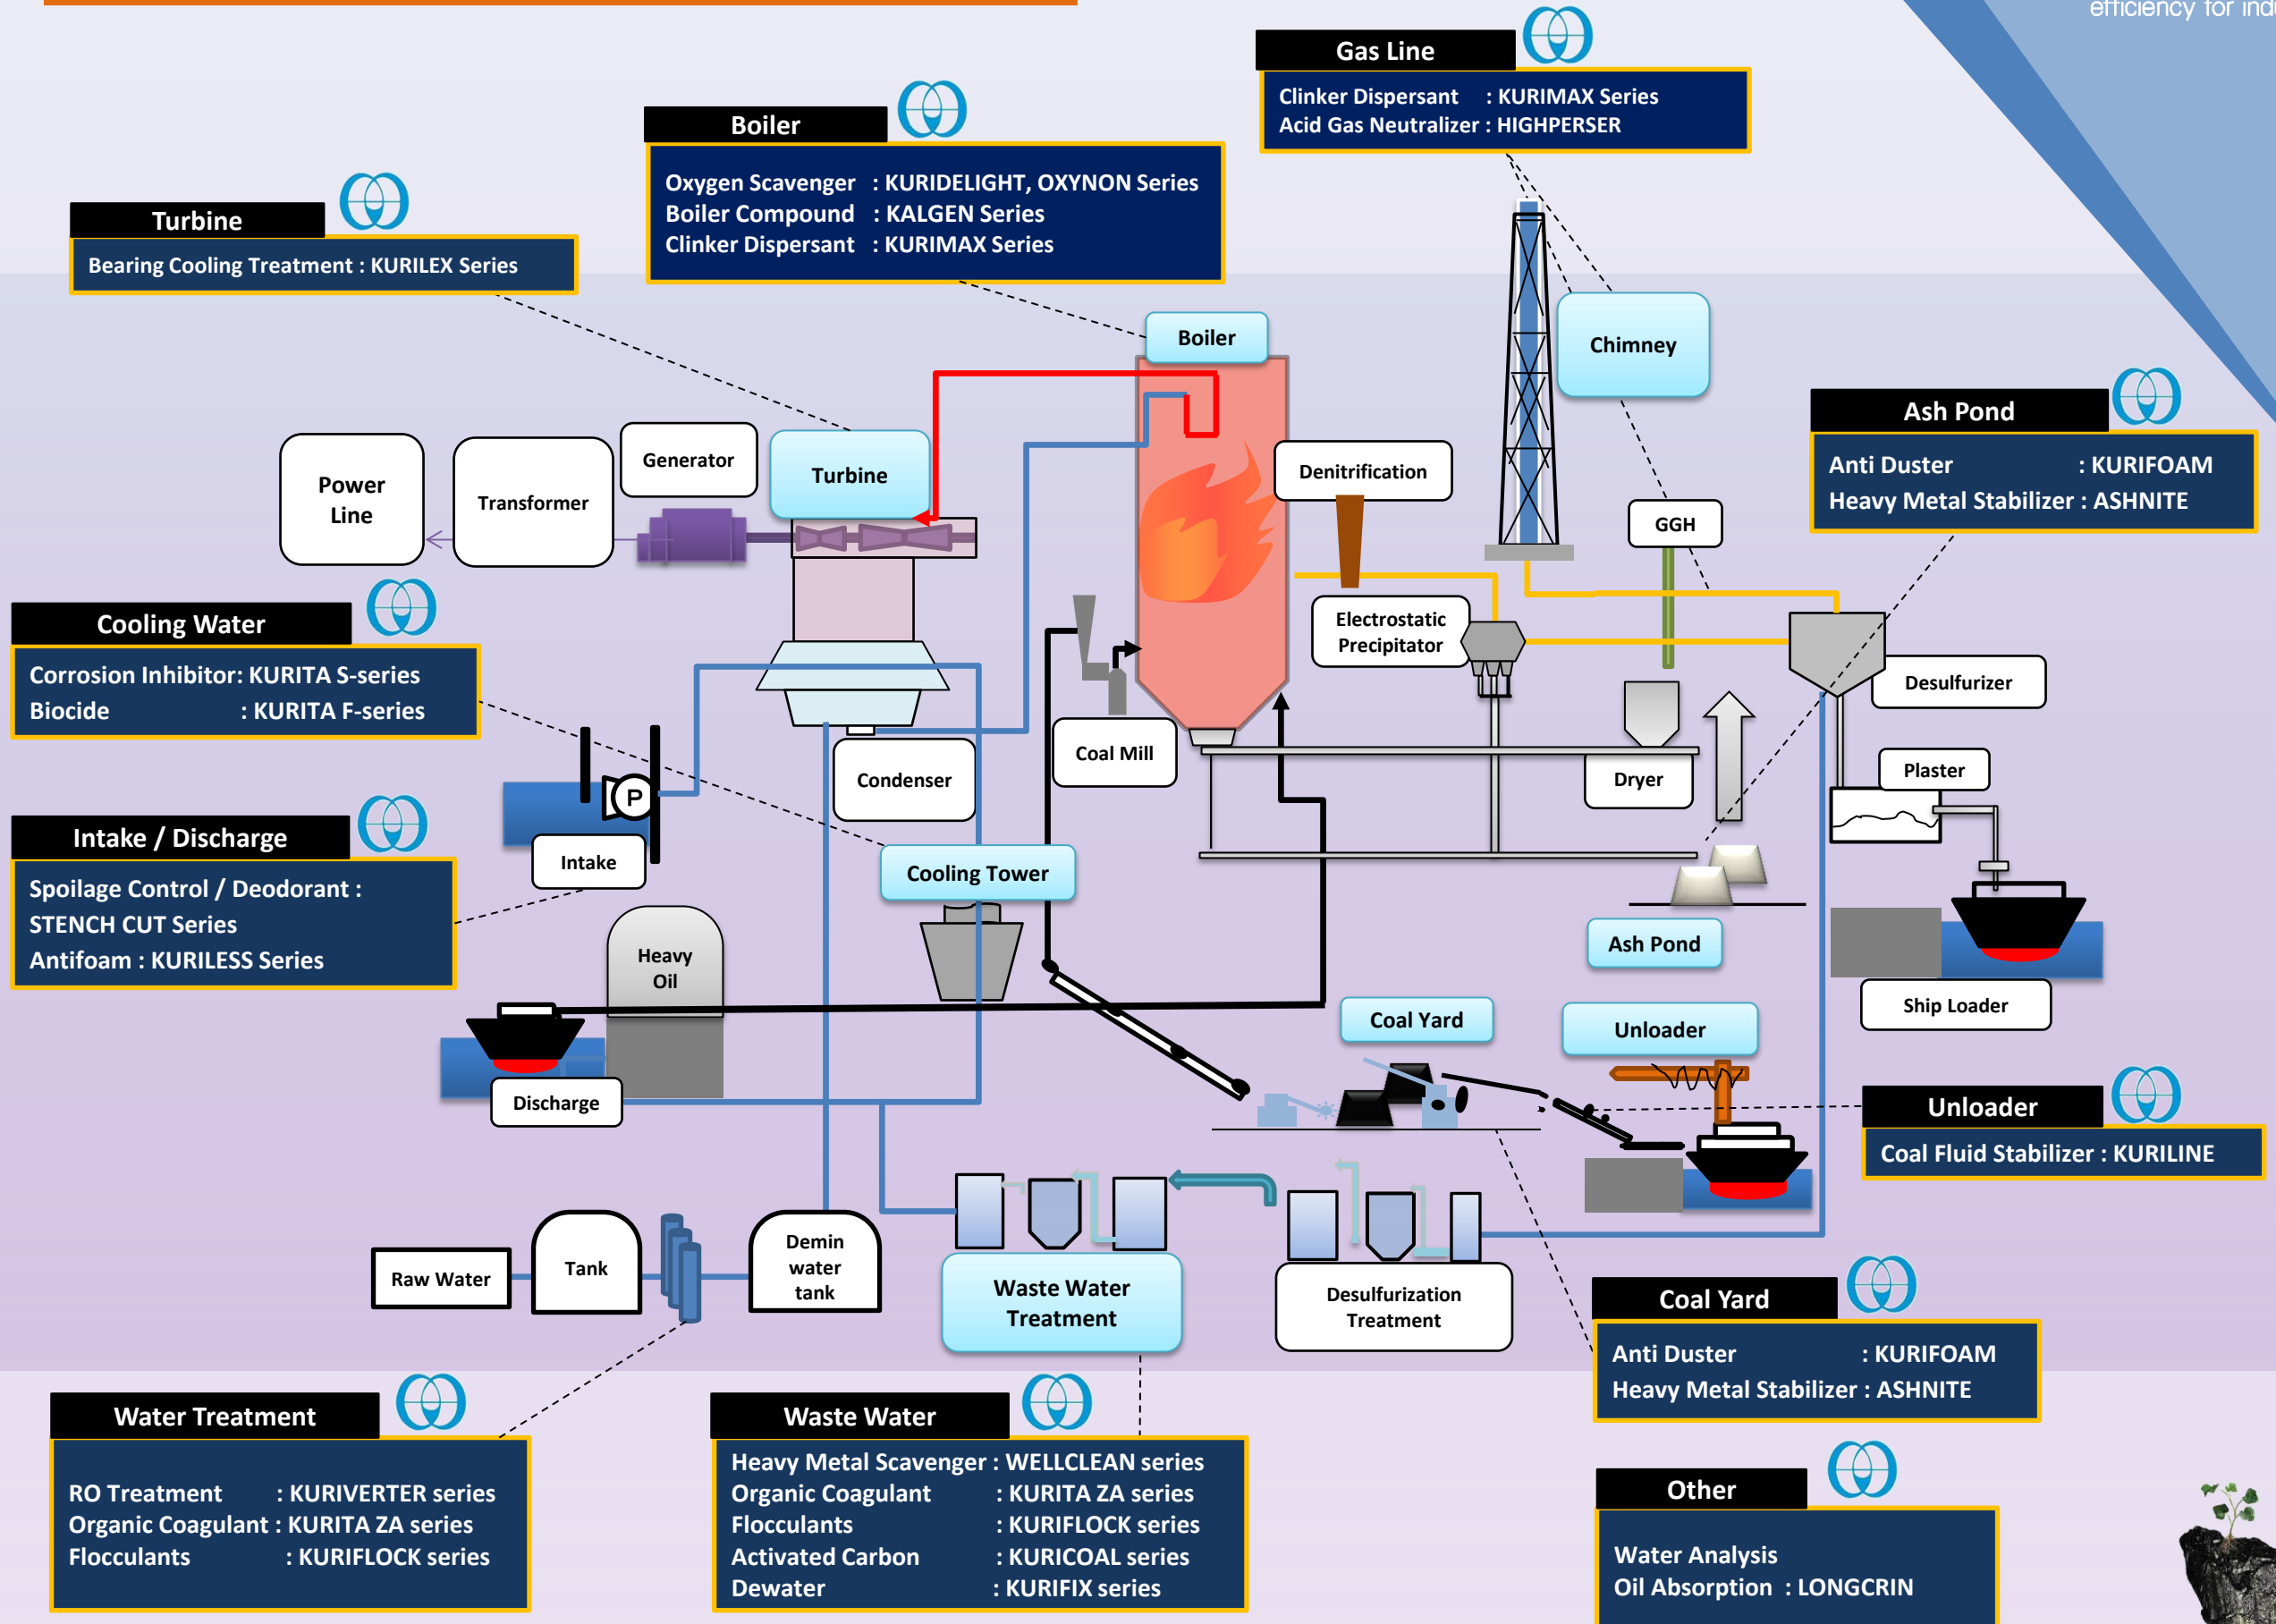 efficiency for indu
Gas Line
Clinker Dispersant : KURIMAX Series
Acid Gas Neutralizer : HIGHPERSER
Boiler
Oxygen Scavenger : KURIDELIGHT, OXYNON Series
Boiler Compound : KALGEN Series
Clinker Dispersant : KURIMAX Series
Turbine
Bearing Cooling Treatment : KURILEX Series
Boiler
Chimney
Ash Pond
Anti Duster : KURIFOAM
Heavy Metal Stabilizer : ASHNITE
Power
Line
Transformer
Generator
Turbine
Denitrification
GGH
Cooling Water
Corrosion Inhibitor: KURITA S-series
Biocide : KURITA F-series
Electrostatic
Precipitator
Desulfurizer
Coal Mill
Condenser
Dryer
Plaster
P
Intake
Intake / Discharge
Spoilage Control / Deodorant :
STENCH CUT Series
Antifoam : KURILESS Series
Cooling Tower
Heavy
Oil
Ash Pond
Ship Loader
Coal Yard
Unloader
Discharge
Unloader
Coal Fluid Stabilizer : KURILINE
Raw Water
Tank
Demin
water
tank
Waste Water
Treatment
Desulfurization
Treatment
Coal Yard
Anti Duster : KURIFOAM
Heavy Metal Stabilizer : ASHNITE
Water Treatment
RO Treatment : KURIVERTER series
Organic Coagulant : KURITA ZA series
Flocculants : KURIFLOCK series
Waste Water
Heavy Metal Scavenger : WELLCLEAN series
Organic Coagulant : KURITA ZA series
Flocculants : KURIFLOCK series
Activated Carbon : KURICOAL series
Dewater : KURIFIX series
Other
Water Analysis
Oil Absorption : LONGCRIN